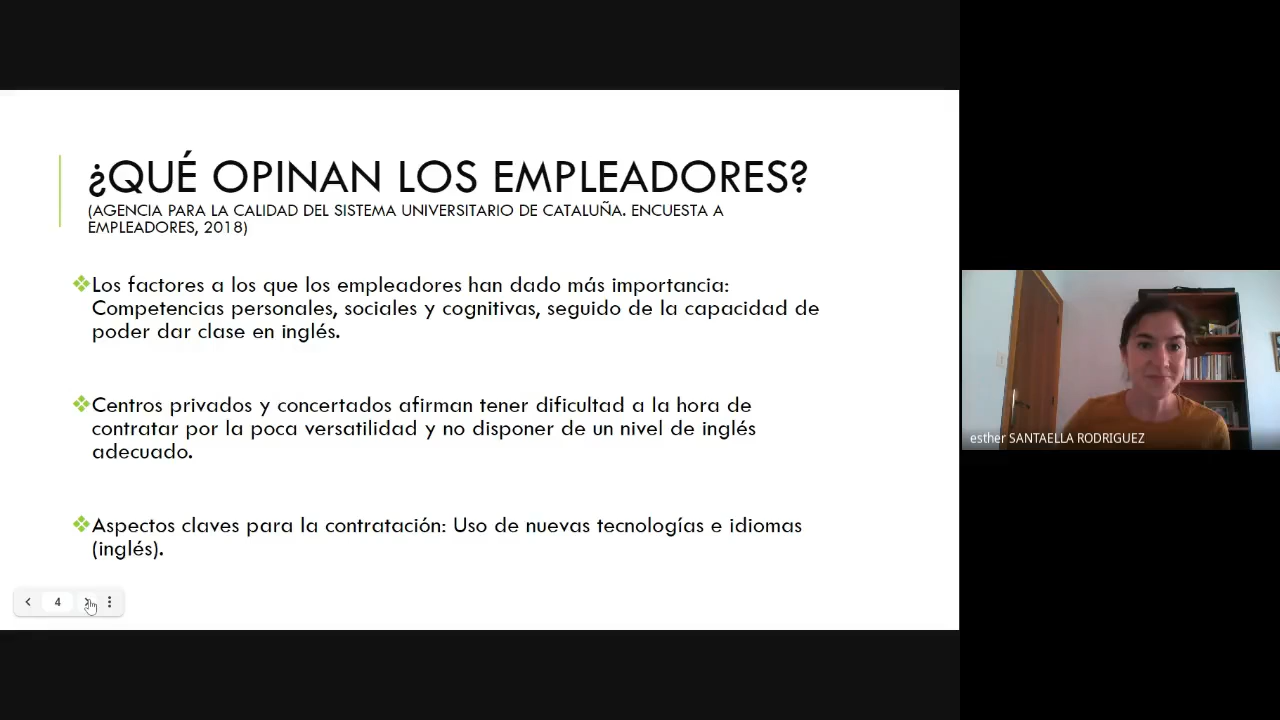 ¿QUÉ OPINAN LOS EMPLEADORES?
(AGENCIA PARA LA CALIDAD DEL SISTEMA UNIVERSITARIO DE CATALUÑA. ENCUESTA A
EMPLEADORES, 2018)
Los factores a los que los empleadores han dado más importancia:
Competencias personales, sociales y cognitivas, seguido de la capacidad de
poder dar clase en inglés.
Centros privados y concertados afirman tener dificultad a la hora de
contratar por la poca versatilidad y no disponer de un nivel de inglés
adecuado.
Aspectos claves para la contratación: Uso de nuevas tecnologías e idiomas
(inglés).
4
esther SANTAELLA RODRIGUEZ